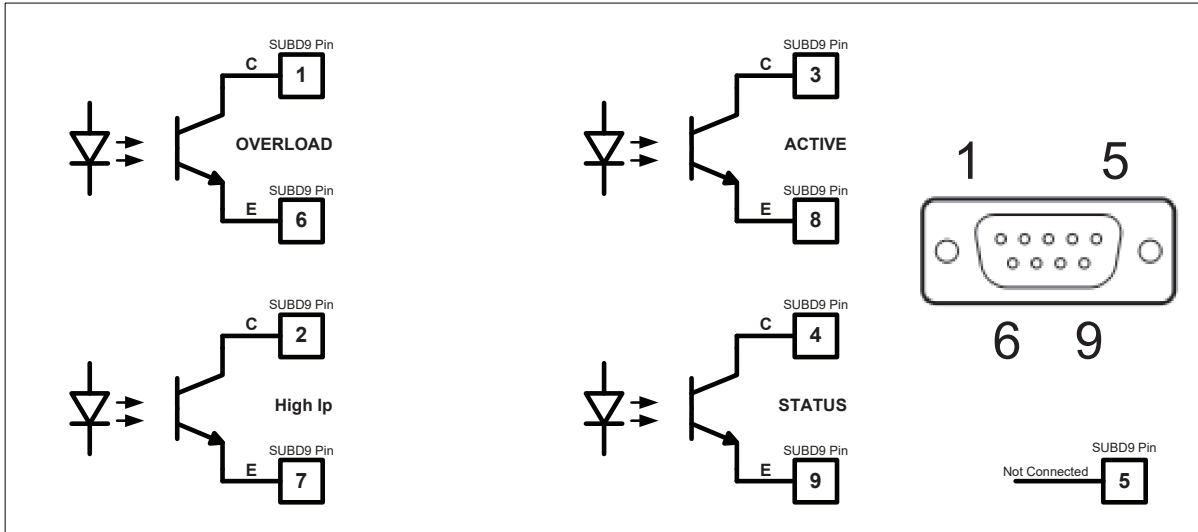 SUBD9 Pin
C
1
OVERLOAD
SUBD9 Pin
E
6
SUBD9 Pin
C
3
ACTIVE
SUBD9 Pin
E
8
1 5
6 9
SUBD9 Pin
C
2
High Ip
SUBD9 Pin
E
7
SUBD9 Pin
C
4
STATUS
SUBD9 Pin
E
9
SUBD9 Pin
Not Connected
5